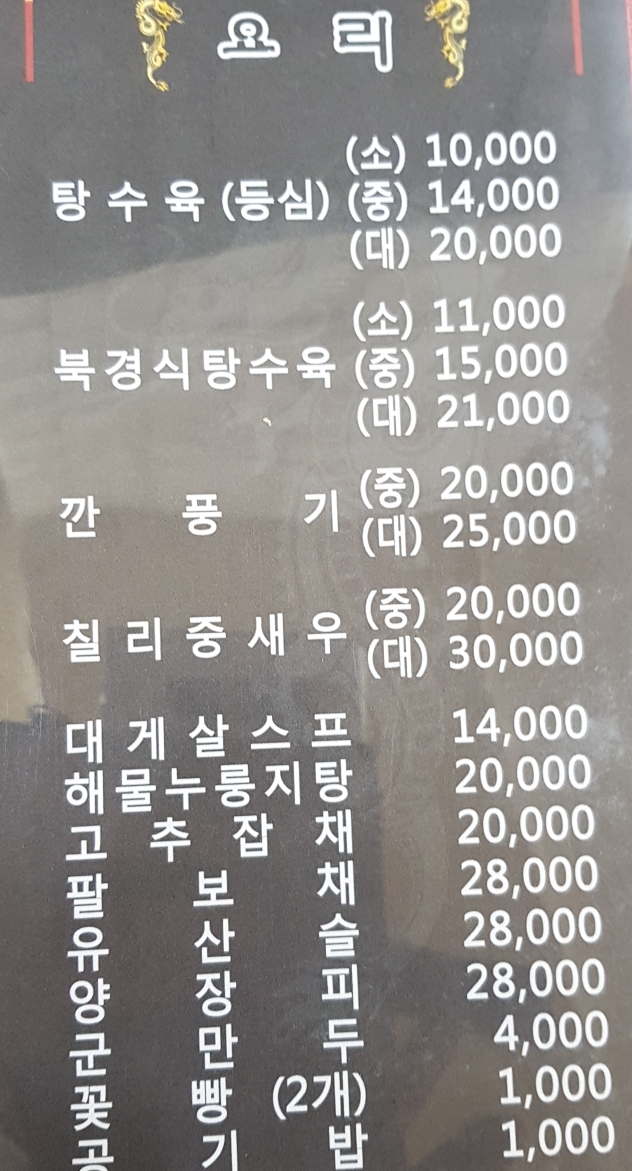 요 리
(소) 10,000
탕 수 육 (등심) (중) 14,000
(대) 20,000
(소) 11,000
북경식탕수육 (중) 15,000
(대) 21,000
깐 풍 기 (중) 20,000
(대) 25,000
칠 리 중 새 우 (중) 20,000
(대) 30,000
대 게 살 스 프 14,000
해물누룽지탕 20,000
고 추 잡 채 20,000
팔 보 채 28,000
유 산 슬 28,000
양 장 피 28,000
군 만 두 4,000
꽃 빵 (2개) 1,000
공 기 밥 1,000